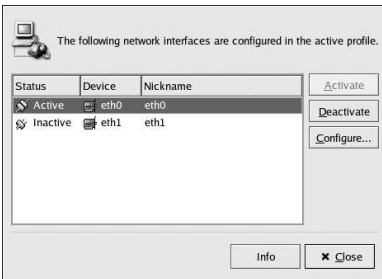 The following network interfaces are configured in the active profile.
Status Device Nickname
Active eth0 eth0
Inactive eth1 eth1
Activate
Deactivate
Configure...
Info
Close